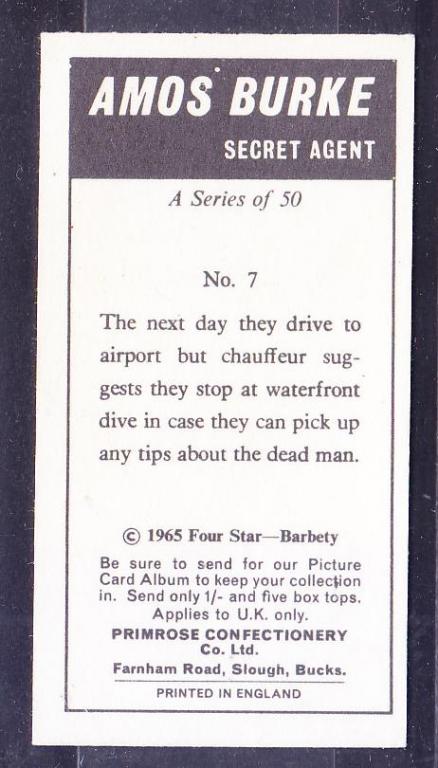 AMOS BURKE
SECRET AGENT
A Series of 50
No. 7
The next day they drive to
airport but chauffeur sug-
gests they stop at waterfront
dive in case they can pick up
any tips about the dead man.
© 1965 Four Star—Barbety
Be sure to send for our Picture
Card Album to keep your collection
in. Send only 1/- and five box tops.
Applies to U.K. only.
PRIMROSE CONFECTIONERY
Co. Ltd.
Farnham Road, Slough, Bucks.
PRINTED IN ENGLAND